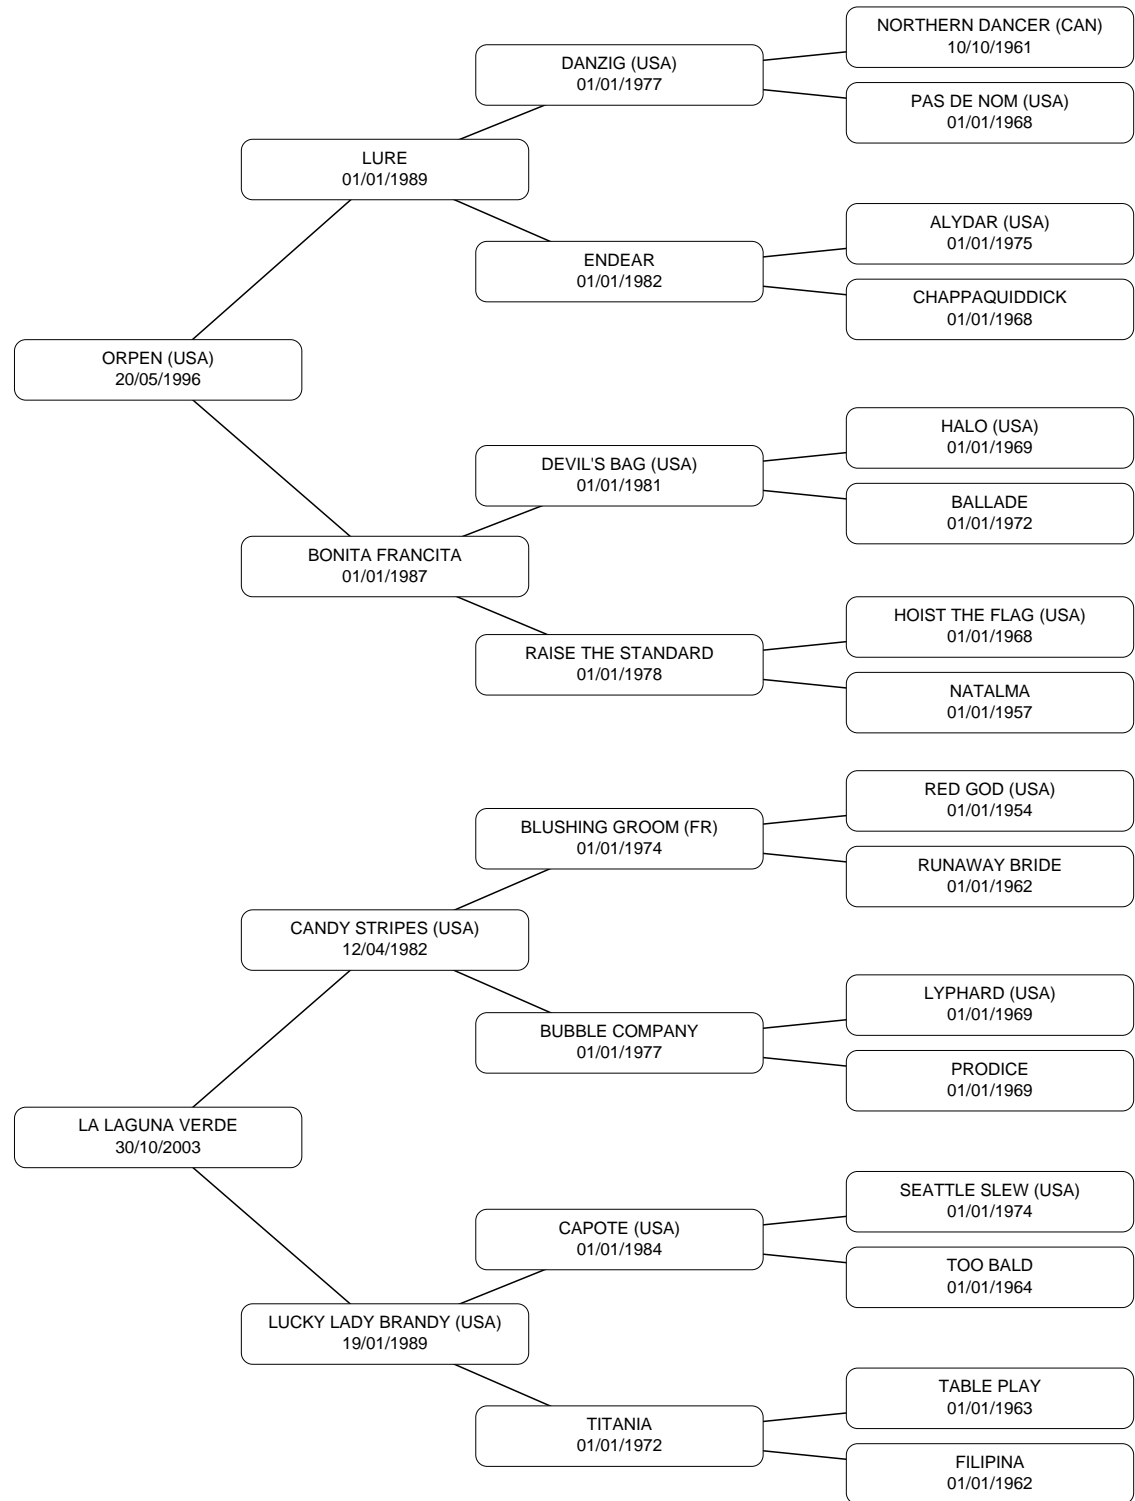 NORTHERN DANCER (CAN)
10/10/1961
DANZIG (USA)
01/01/1977
PAS DE NOM (USA)
01/01/1968
LURE
01/01/1989
ALYDAR (USA)
01/01/1975
ENDEAR
01/01/1982
CHAPPAQUIDDICK
01/01/1968
ORPEN (USA)
20/05/1996
HALO (USA)
01/01/1969
DEVIL'S BAG (USA)
01/01/1981
BALLADE
01/01/1972
BONITA FRANCITA
01/01/1987
HOIST THE FLAG (USA)
01/01/1968
RAISE THE STANDARD
01/01/1978
NATALMA
01/01/1957
RED GOD (USA)
01/01/1954
BLUSHING GROOM (FR)
01/01/1974
RUNAWAY BRIDE
01/01/1962
CANDY STRIPES (USA)
12/04/1982
LYPHARD (USA)
01/01/1969
BUBBLE COMPANY
01/01/1977
PRODICE
01/01/1969
LA LAGUNA VERDE
30/10/2003
SEATTLE SLEW (USA)
01/01/1974
CAPOTE (USA)
01/01/1984
TOO BALD
01/01/1964
LUCKY LADY BRANDY (USA)
19/01/1989
TABLE PLAY
01/01/1963
TITANIA
01/01/1972
FILIPINA
01/01/1962